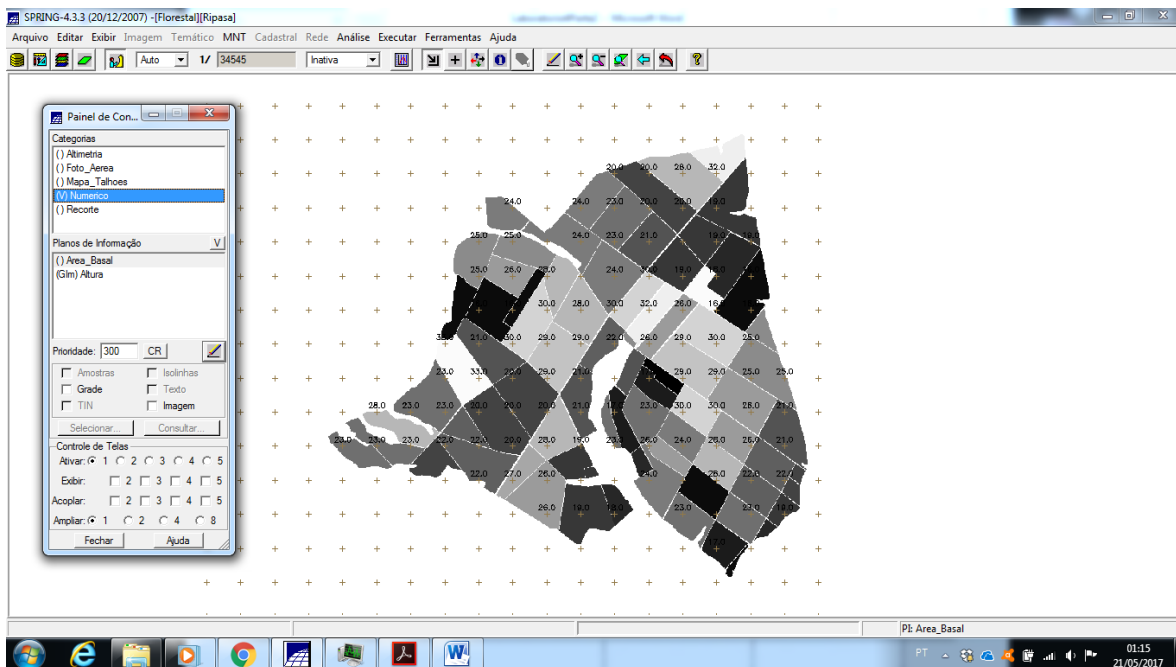 SPRING-4.3.3 (20/12/2007) -[Florestal][Ripasa]
Arquivo Editar Exibir Imagem Temático MNT Cadastral Rede Análise Executar Ferramentas Ajuda
Auto 1/ 34545 Inativa
Painel de Con...
Categorias
() Altimetria
() Foto_Aerea
() Mapa_Talhoes
(V) Numerico
() Recorte
Planos de Informação V
() Area_Basal
(Glm) Altura
Prioridade: 300 CR
Amostras Isolinhas
Grade Texto
TIN Imagem
Selecionar... Consultar...
Controle de Telas
Ativar: 1 2 3 4 5
Exibir: 2 3 4 5
Acoplar: 2 3 4 5
Ampliar: 1 2 4 8
Fechar Ajuda
20.0 20.0 28.0 32.0
24.0 24.0 23.0 20.0 20.0 19.0
25.0 25.0 24.0 23.0 21.0 19.0 19.0
25.0 26.0 24.0 19.0
30.0 28.0 30.0 32.0 26.0
21.0 30.0 29.0 29.0 22.0 26.0 29.0 30.0 25.0
23.0 33.0 29.0 21.0 29.0 29.0 25.0 25.0
28.0 23.0 23.0 20.0 20.0 20.0 21.0 23.0 30.0 30.0 28.0 21.0
23.0 23.0 23.0 22.0 22.0 20.0 28.0 19.0 26.0 24.0 28.0 26.0 21.0
22.0 27.0 26.0 24.0 28.0 22.0 22.0
26.0 19.0 18.0 23.0 23.0 18.0
17.0
PI: Area_Basal
PT 01:15
21/05/2017